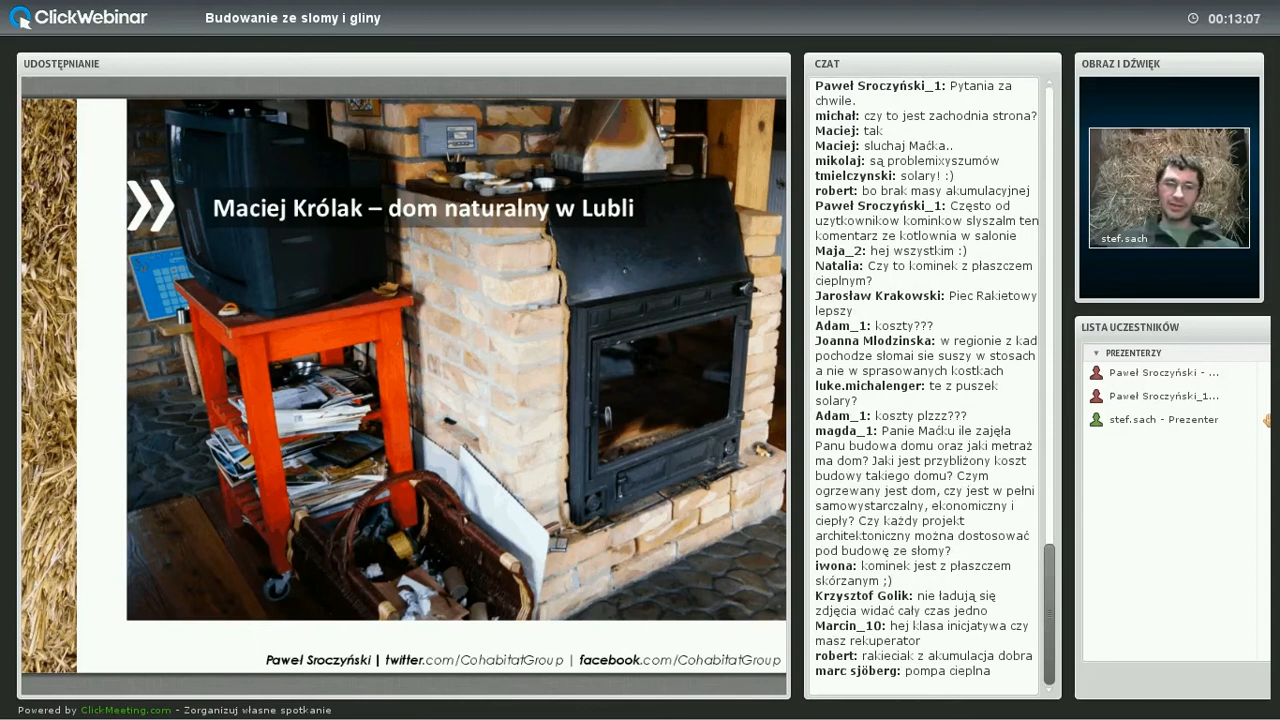 ClickWebinar
Budowanie ze slomy i gliny
00:13:07
UDOSTĘPNIANIE
Maciej Królak – dom naturalny w Lubli
Paweł Sroczyński | twitter.com/CohabitatGroup | facebook.com/CohabitatGroup
CZAT
Paweł Sroczyński_1: Pytania za
chwile.
michał: czy to jest zachodnia strona?
Maciej: tak
Maciej: sluchaj Maćka..
mikolaj: są problemixyszumów
tmielczynski: solary! :)
robert: bo brak masy akumulacyjnej
Paweł Sroczyński_1: Często od
uzytkownikow kominkow slyszalm ten
komentarz ze kotlownia w salonie
Maja_2: hej wszystkim :)
Natalia: Czy to kominek z płaszczem
cieplnym?
Jarosław Krakowski: Piec Rakietowy
lepszy
Adam_1: koszty???
Joanna Mlodzinska: w regionie z kad
pochodze słomai sie suszy w stosach
a nie w sprasowanych kostkach
luke.michalenger: te z puszek
solary?
Adam_1: koszty plzzz???
magda_1: Panie Maćku ile zajęła
Panu budowa domu oraz jaki metraż
ma dom? Jaki jest przybliżony koszt
budowy takiego domu? Czym
ogrzewany jest dom, czy jest w pełni
samowystarczalny, ekonomiczny i
ciepły? Czy każdy projekt
architektoniczny można dostosować
pod budowę ze słomy?
iwona: kominek jest z płaszczem
skórzanym ;)
Krzysztof Golik: nie ładują się
zdjęcia widać cały czas jedno
Marcin_10: hej klasa inicjatywa czy
masz rekuperator
robert: rakieciak z akumulacja dobra
marc sjöberg: pompa cieplna
OBRAZ I DŹWIĘK
stef.sach
LISTA UCZESTNIKÓW
PREZENTERZY
Paweł Sroczyński - ...
Paweł Sroczyński_1...
stef.sach - Prezenter
Powered by ClickMeeting.com - Zorganizuj własne spotkanie